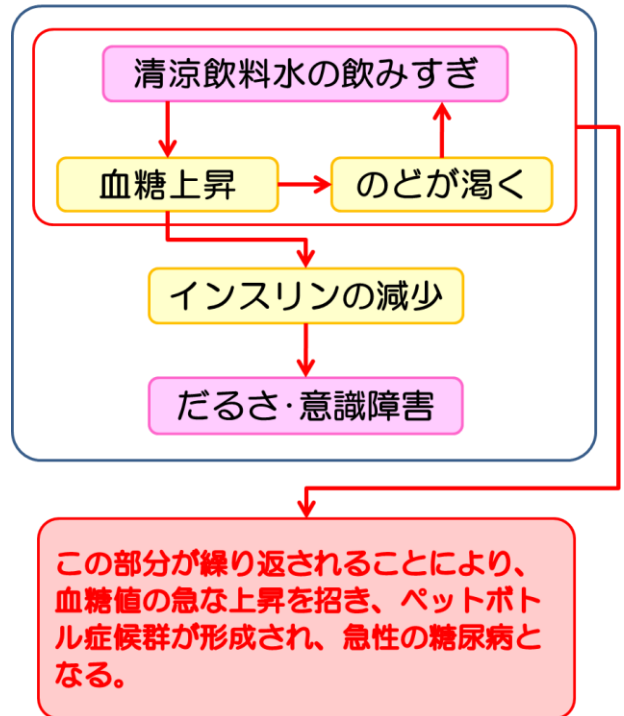 清涼飲料水の飲みすぎ
血糖上昇
のどが渇く
インスリンの減少
だるさ・意識障害
この部分が繰り返されることにより、
血糖値の急な上昇を招き、ペットボト
ル症候群が形成され、急性の糖尿病と
なる。